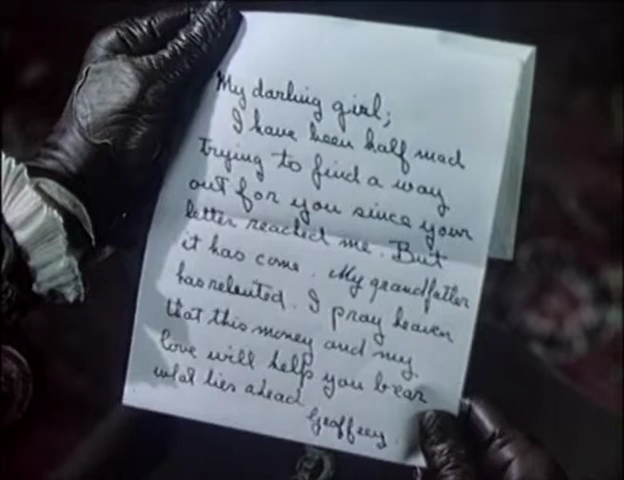 My darling girl;
I have been half mad
trying to find a way
out for you since your
letter reached me. But
it has come. My grandfather
has relented. I pray heaven
that this money and my
love will help you bear
what lies ahead
Geoffrey.